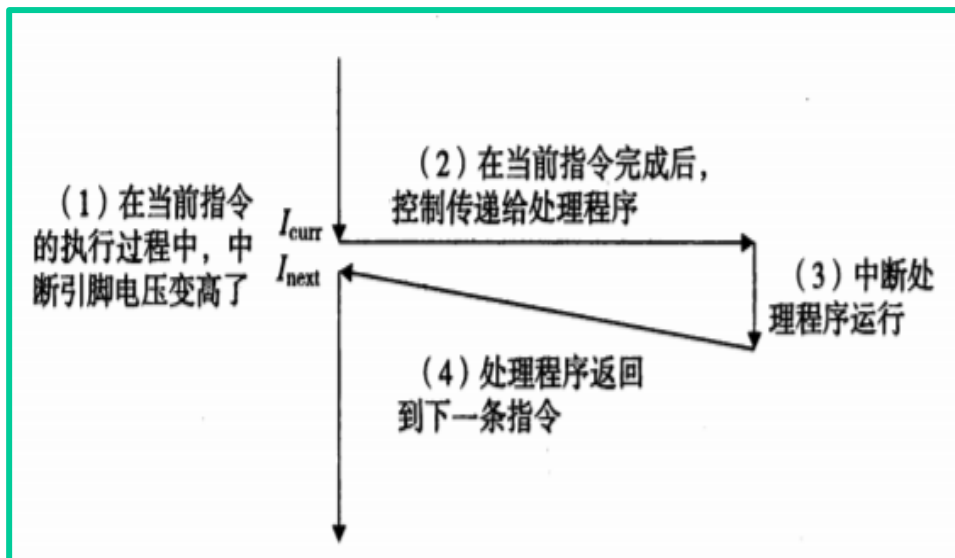 （1）在当前指令
的执行过程中，中
断引脚电压变高了
Icurr
Inext
（2）在当前指令完成后，
控制传递给处理程序
（3）中断处
理程序运行
（4）处理程序返回
到下一条指令